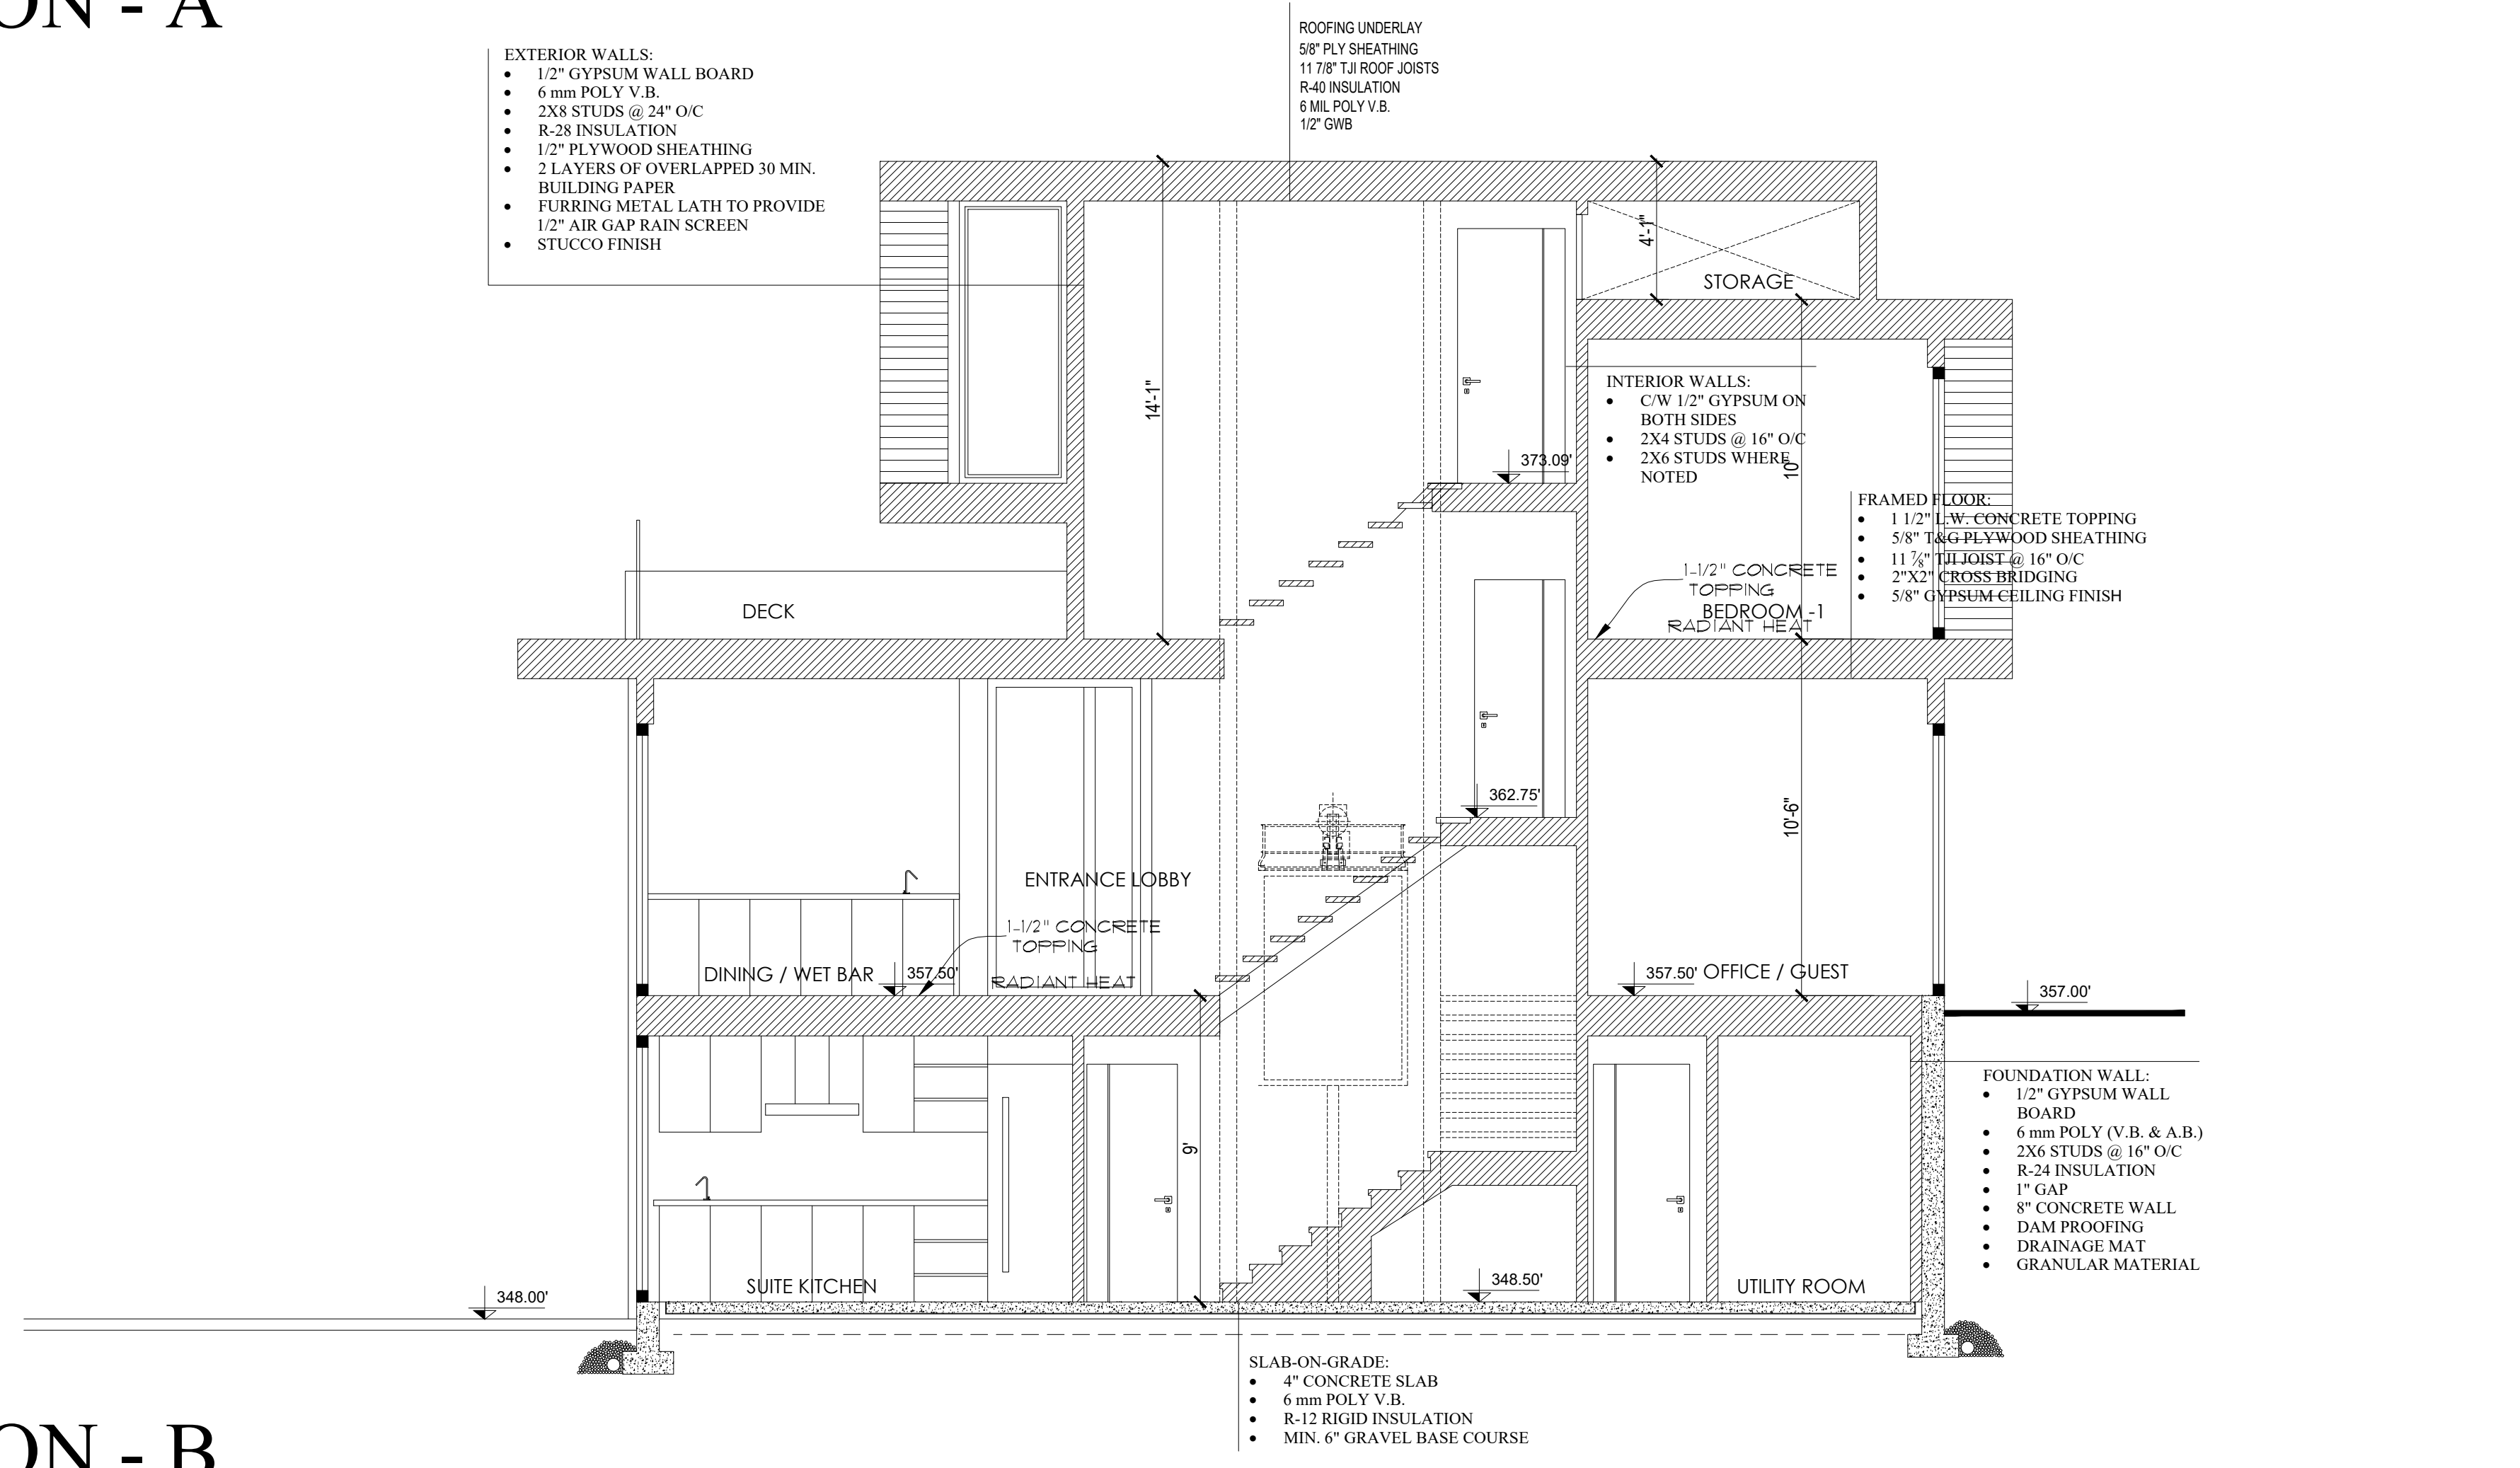 ON - A
EXTERIOR WALLS:
• 1/2" GYPSUM WALL BOARD
• 6 mm POLY V.B.
• 2X8 STUDS @ 24" O/C
• R-28 INSULATION
• 1/2" PLYWOOD SHEATHING
• 2 LAYERS OF OVERLAPPED 30 MIN.
BUILDING PAPER
• FURRING METAL LATH TO PROVIDE
1/2" AIR GAP RAIN SCREEN
• STUCCO FINISH
ROOFING UNDERLAY
5/8" PLY SHEATHING
11 7/8" TJI ROOF JOISTS
R-40 INSULATION
6 MIL POLY V.B.
1/2" GWB
4'-1"
STORAGE
14'-1"
INTERIOR WALLS:
• C/W 1/2" GYPSUM ON
BOTH SIDES
• 2X4 STUDS @ 16" O/C
• 2X6 STUDS WHERE
NOTED
10'
373.09'
FRAMED FLOOR:
• 1 1/2" L.W. CONCRETE TOPPING
• 5/8" T&G PLYWOOD SHEATHING
• 11 ⅞" TJI JOIST @ 16" O/C
• 2"X2" CROSS BRIDGING
• 5/8" GYPSUM CEILING FINISH
1-1/2" CONCRETE
TOPPING
RADIANT HEAT
BEDROOM -1
DECK
362.75'
10'-6"
ENTRANCE LOBBY
1-1/2" CONCRETE
TOPPING
RADIANT HEAT
DINING / WET BAR
357.50'
357.50'
OFFICE / GUEST
357.00'
FOUNDATION WALL:
• 1/2" GYPSUM WALL
BOARD
• 6 mm POLY (V.B. & A.B.)
• 2X6 STUDS @ 16" O/C
• R-24 INSULATION
• 1" GAP
• 8" CONCRETE WALL
• DAM PROOFING
• DRAINAGE MAT
• GRANULAR MATERIAL
9'
SUITE KITCHEN
348.50'
UTILITY ROOM
348.00'
SLAB-ON-GRADE:
• 4" CONCRETE SLAB
• 6 mm POLY V.B.
• R-12 RIGID INSULATION
• MIN. 6" GRAVEL BASE COURSE
ON - B